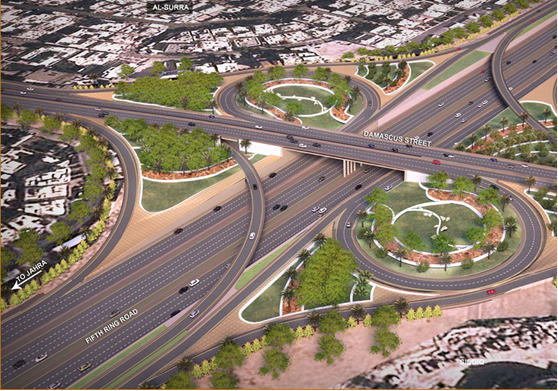 AL-SURRA
DAMASCUS STREET
TO JAHRA
FIFTH RING ROAD